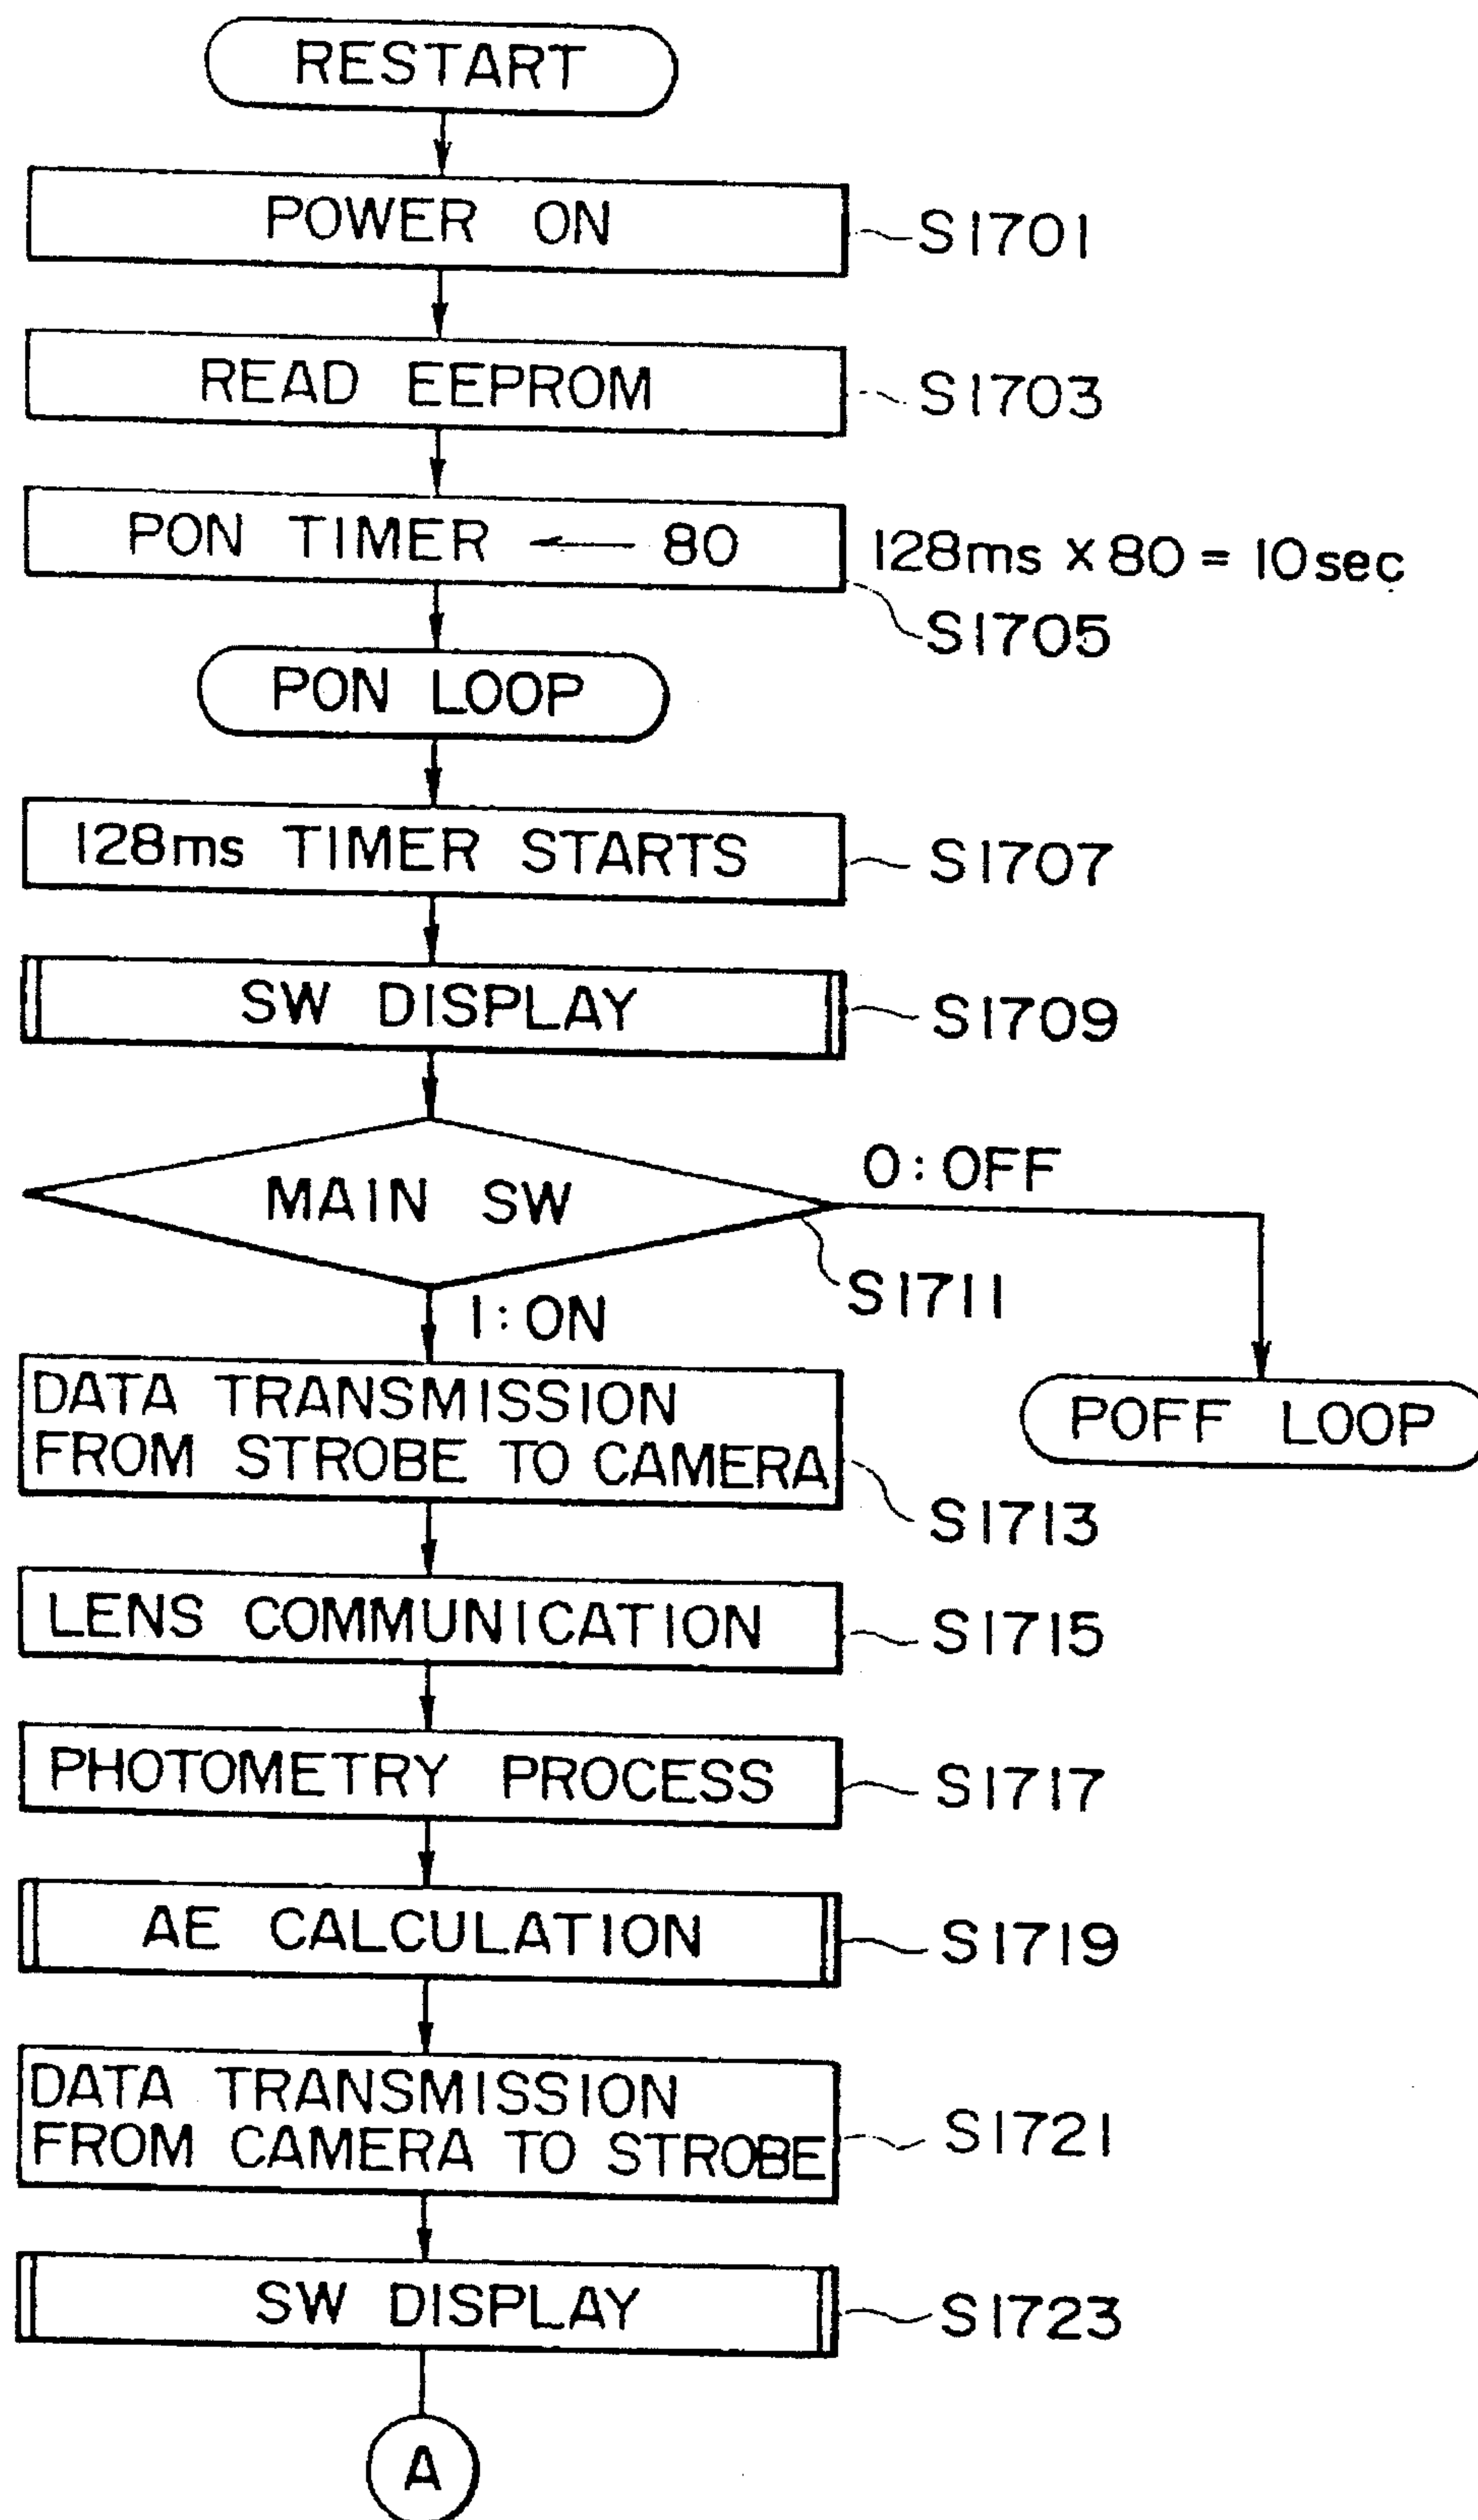 RESTART
POWER ON
S1701
READ EEPROM
S1703
PON TIMER ← 80
128ms × 80 = 10sec
S1705
PON LOOP
128ms TIMER STARTS
S1707
SW DISPLAY
S1709
MAIN SW
0:OFF
S1711
1:ON
POFF LOOP
DATA TRANSMISSION
FROM STROBE TO CAMERA
S1713
LENS COMMUNICATION
S1715
PHOTOMETRY PROCESS
S1717
AE CALCULATION
S1719
DATA TRANSMISSION
FROM CAMERA TO STROBE
S1721
SW DISPLAY
S1723
A